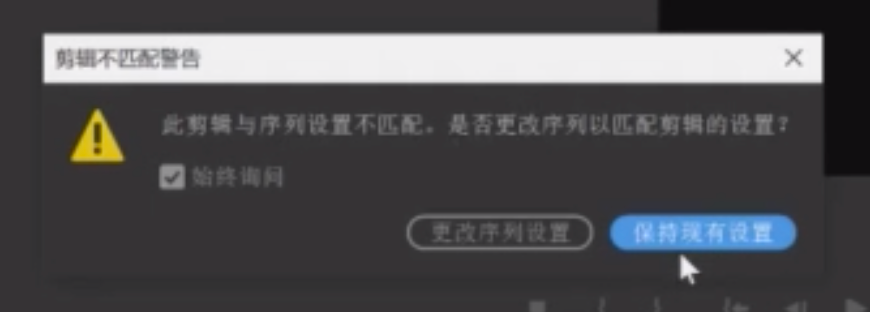 剪辑不匹配警告
此剪辑与序列设置不匹配。是否更改序列以匹配剪辑的设置？
始终询问
更改序列设置
保持现有设置